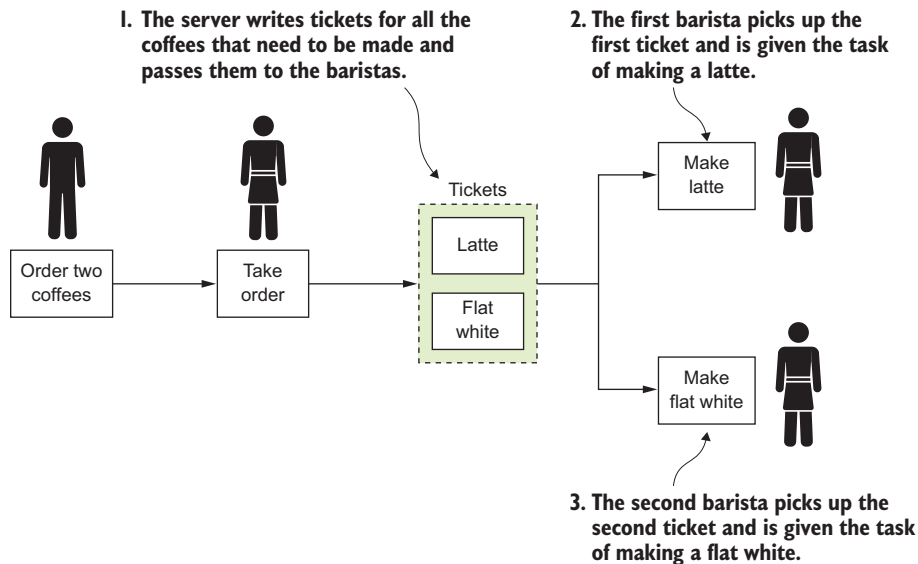 1. The server writes tickets for all the
coffees that need to be made and
passes them to the baristas.
2. The first barista picks up the
first ticket and is given the task
of making a latte.
Tickets
Order two
coffees
Take
order
Latte
Flat
white
Make
latte
Make
flat white
3. The second barista picks up the
second ticket and is given the task
of making a flat white.